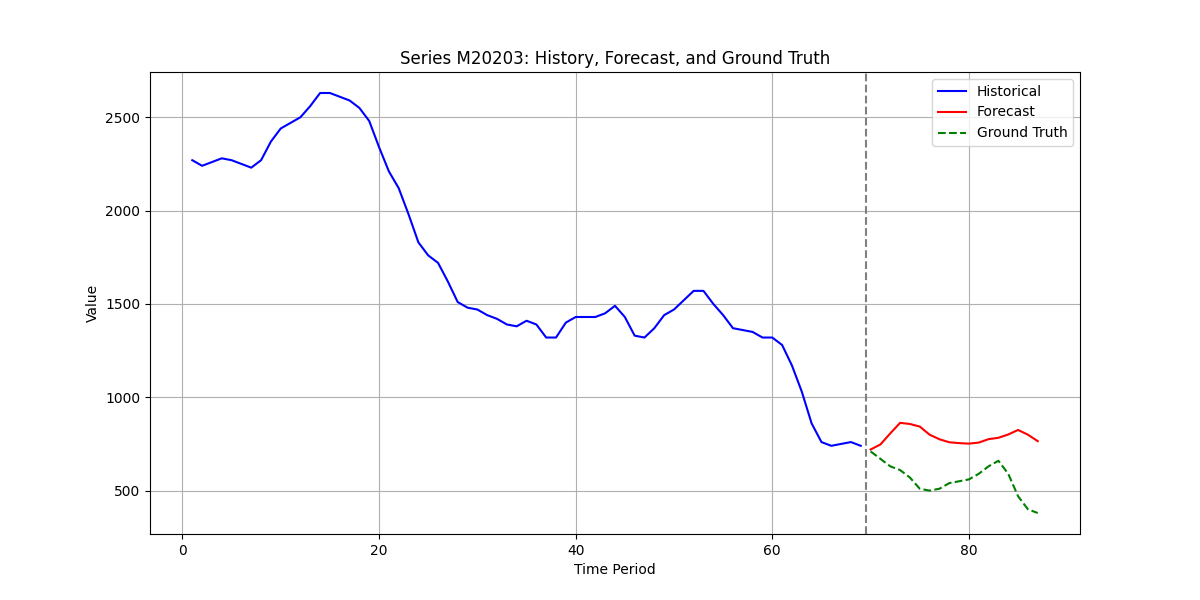 Series M20203: History, Forecast, and Ground Truth
Historical
Forecast
Ground Truth
2500
2000
1500
1000
500
Value
0
20
40
60
80
Time Period